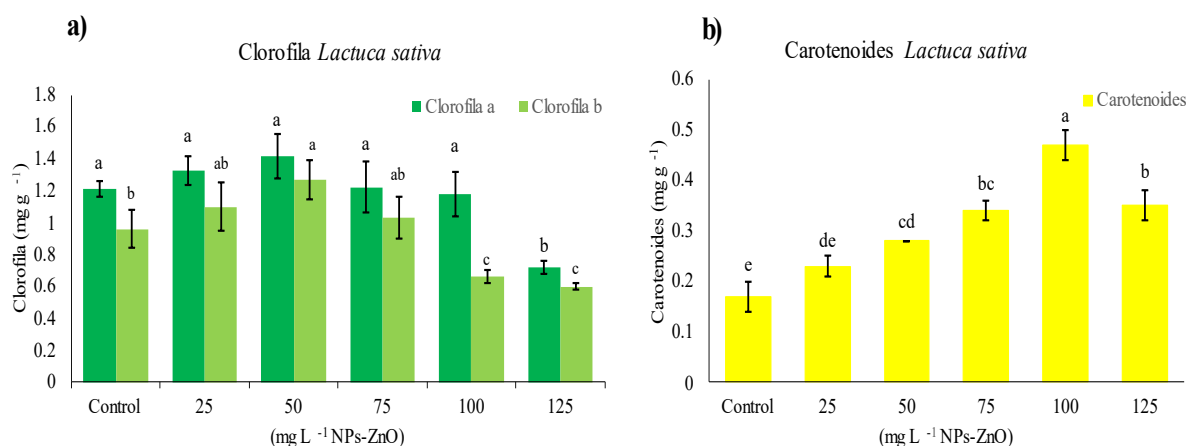 a)
Clorofila Lactuca sativa
Clorofila a
Clorofila b
Clorofila (mg g -1)
1.8
1.6
1.4
1.2
1
0.8
0.6
0.4
0.2
0
a
b
a
ab
a
a
a
ab
a
c
b
c
Control
25
50
75
100
125
(mg L -1 NPs-ZnO)
b)
Carotenoides Lactuca sativa
Carotenoides
Carotenoides (mg g -1)
0.6
0.5
0.4
0.3
0.2
0.1
0
e
de
cd
bc
a
b
Control
25
50
75
100
125
(mg L -1 NPs-ZnO)